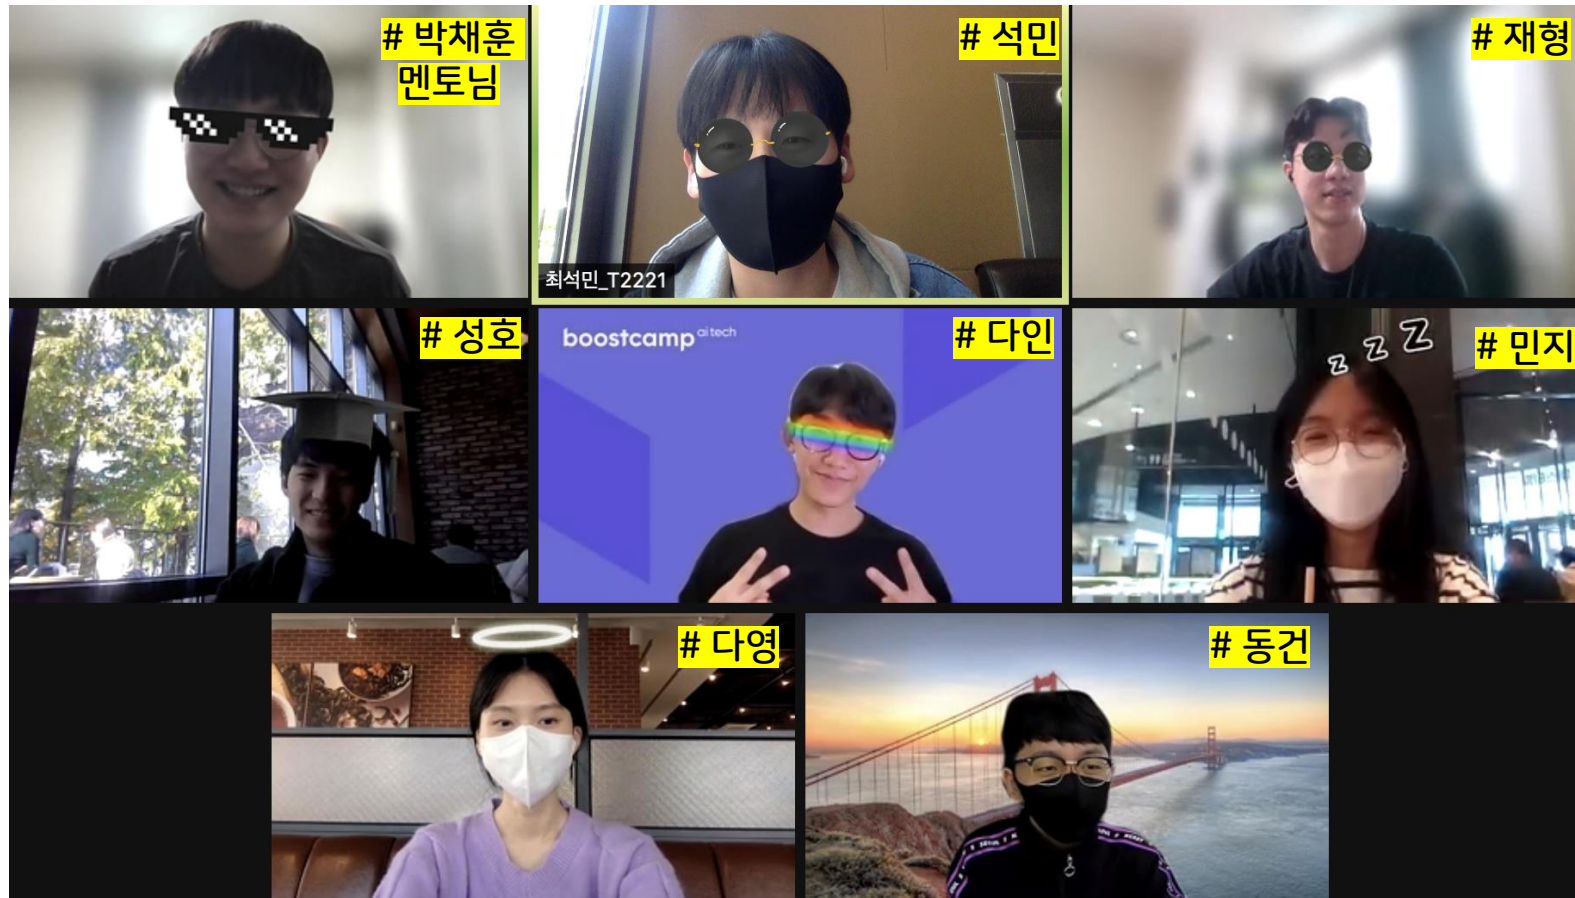 # 박채훈
멘토님
# 석민
# 재형
최석민_T2221
# 성호
boostcamp ai tech
# 다인
# 민지
z z Z
# 다영
# 동건